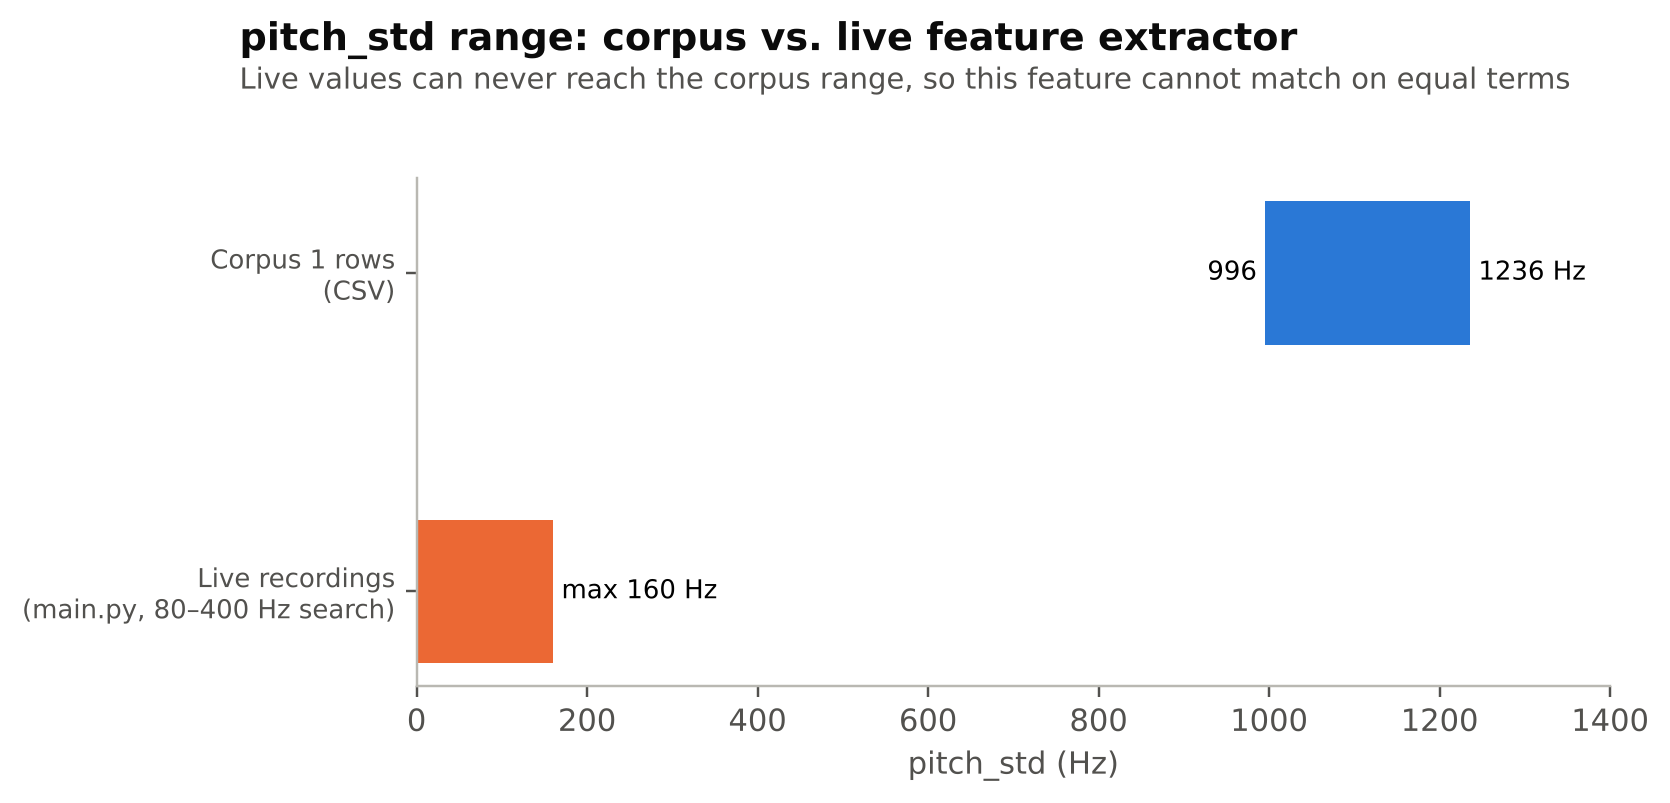 pitch_std range: corpus vs. live feature extractor
Live values can never reach the corpus range, so this feature cannot match on equal terms
Corpus 1 rows
(CSV)
996
1236 Hz
Live recordings
(main.py, 80–400 Hz search)
max 160 Hz
0 200 400 600 800 1000 1200 1400
pitch_std (Hz)